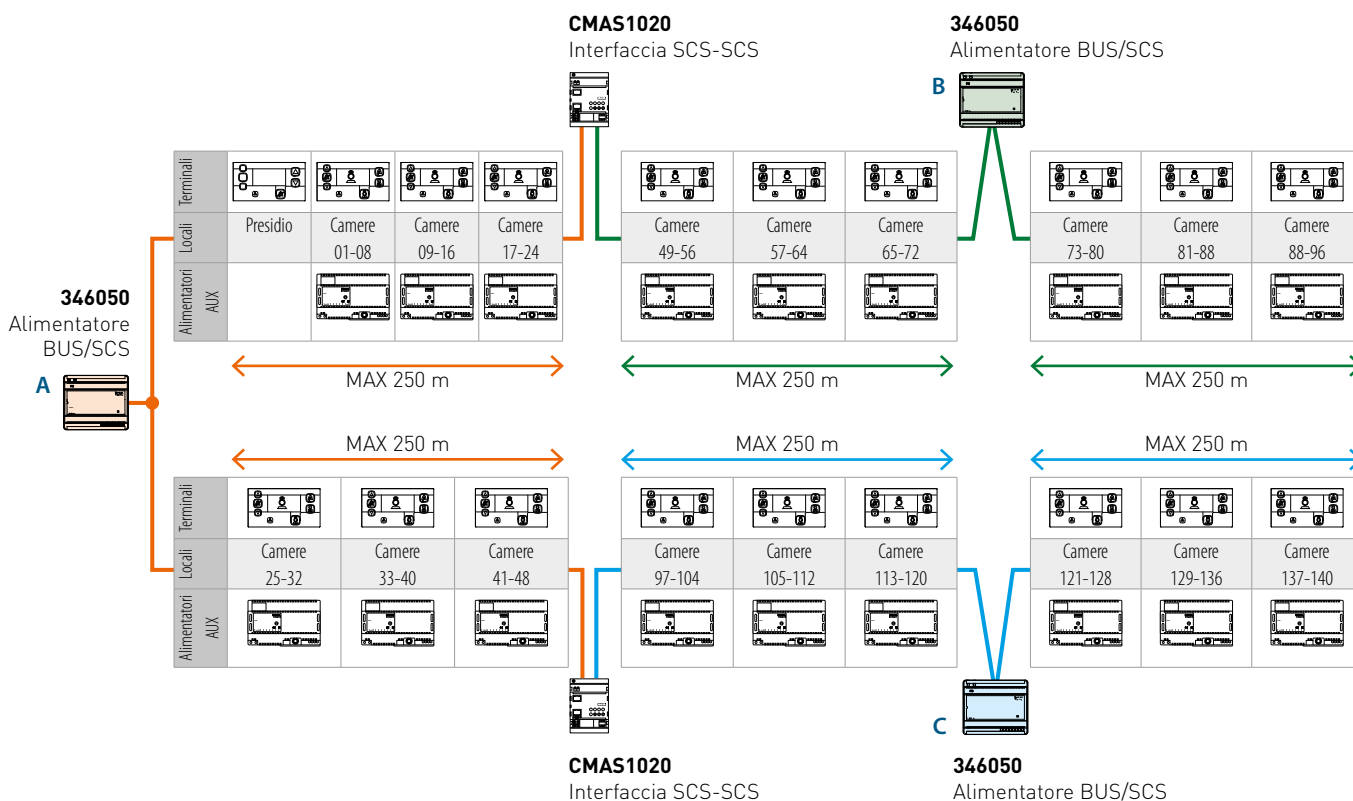 CMAS1020
Interfaccia SCS-SCS
346050
Alimentatore BUS/SCS
B
Terminali
Locali
Presidio
Camere
01-08
Camere
09-16
Camere
17-24
Camere
49-56
Camere
57-64
Camere
65-72
Camere
73-80
Camere
81-88
Camere
88-96
Alimentatori
AUX
346050
Alimentatore
BUS/SCS
A
MAX 250 m
MAX 250 m
MAX 250 m
MAX 250 m
MAX 250 m
MAX 250 m
Terminali
Locali
Camere
25-32
Camere
33-40
Camere
41-48
Camere
97-104
Camere
105-112
Camere
113-120
Camere
121-128
Camere
129-136
Camere
137-140
Alimentatori
AUX
C
CMAS1020
Interfaccia SCS-SCS
346050
Alimentatore BUS/SCS